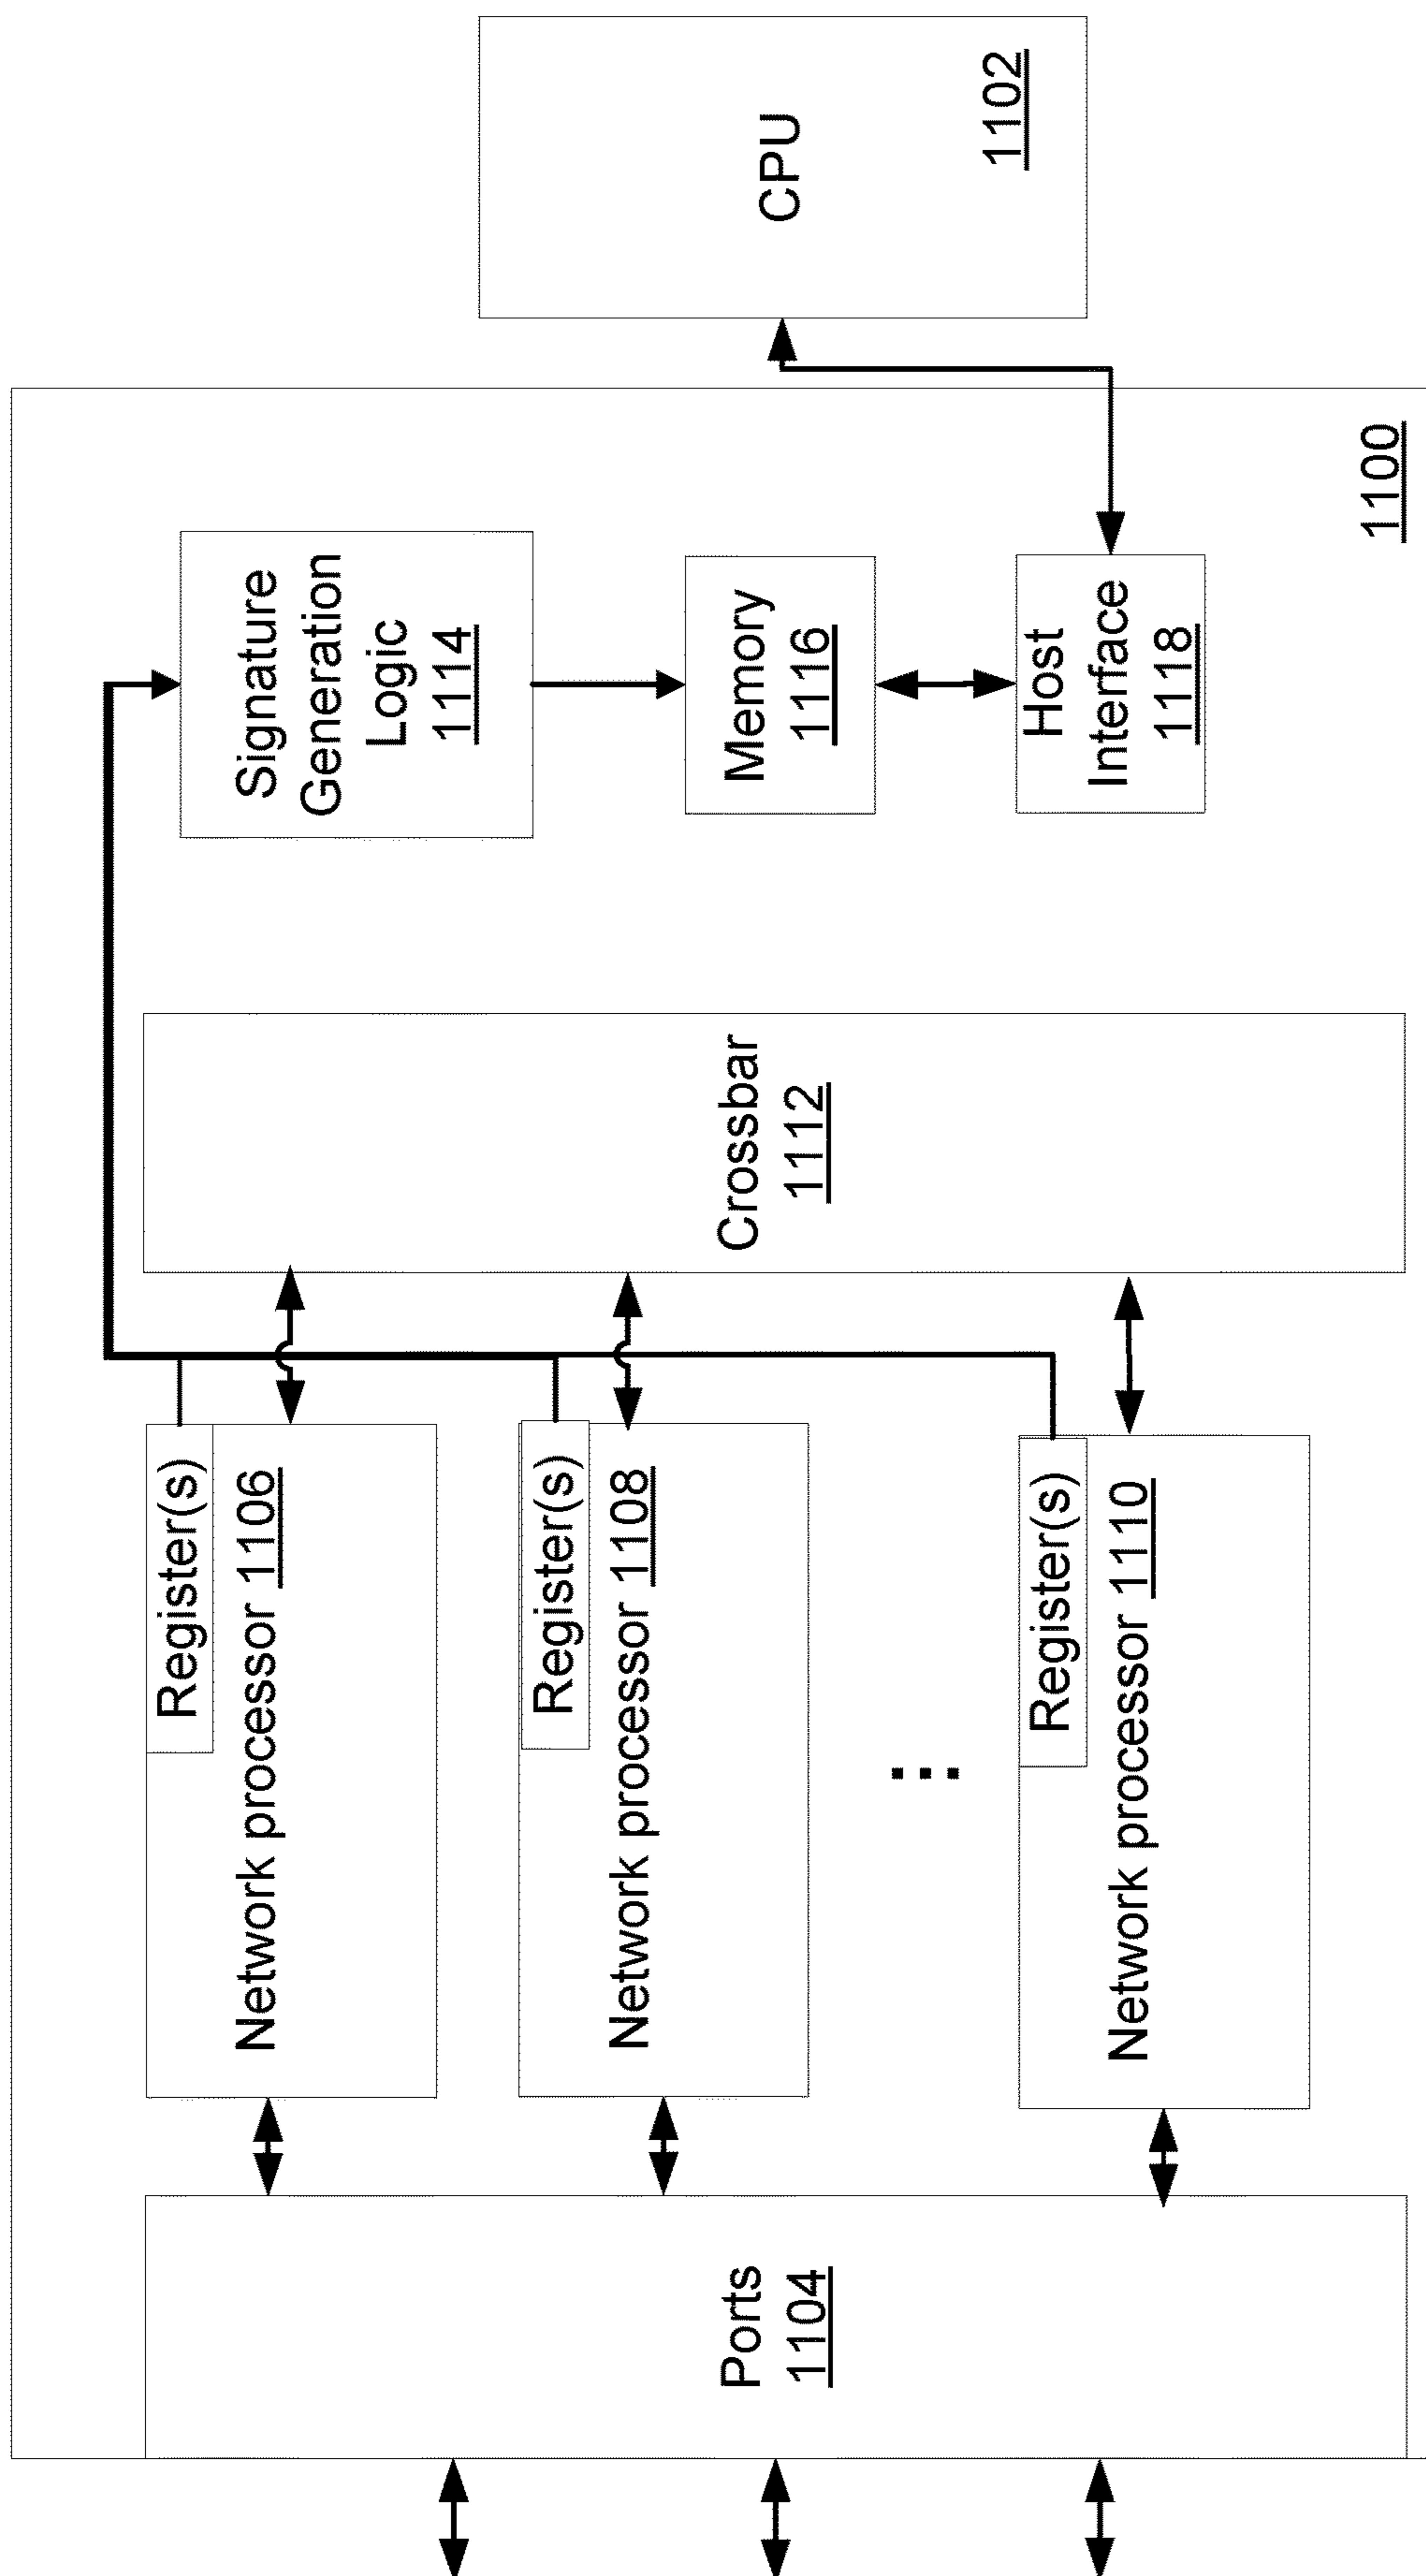 Ports
1104
Register(s)
Network processor 1106
Register(s)
Network processor 1108
...
Register(s)
Network processor 1110
Crossbar
1112
Signature
Generation
Logic
1114
Memory
1116
Host
Interface
1118
1100
CPU
1102